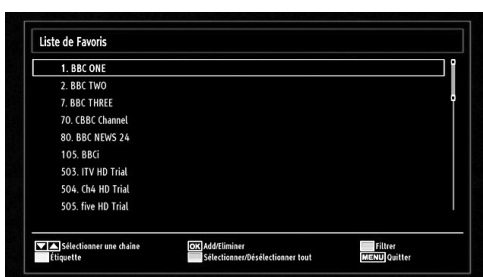 Liste de Favoris
1. BBC ONE
2. BBC TWO
7. BBC THREE
70. CBBC Channel
80. BBC NEWS 24
105. BBCi
503. ITV HD Trial
504. Ch4 HD Trial
505. five HD Trial
Sélectionner une chaîne OK Add/Eliminer Filtrer
Étiquette Sélectionner/Désélectionner tout MENU Quitter